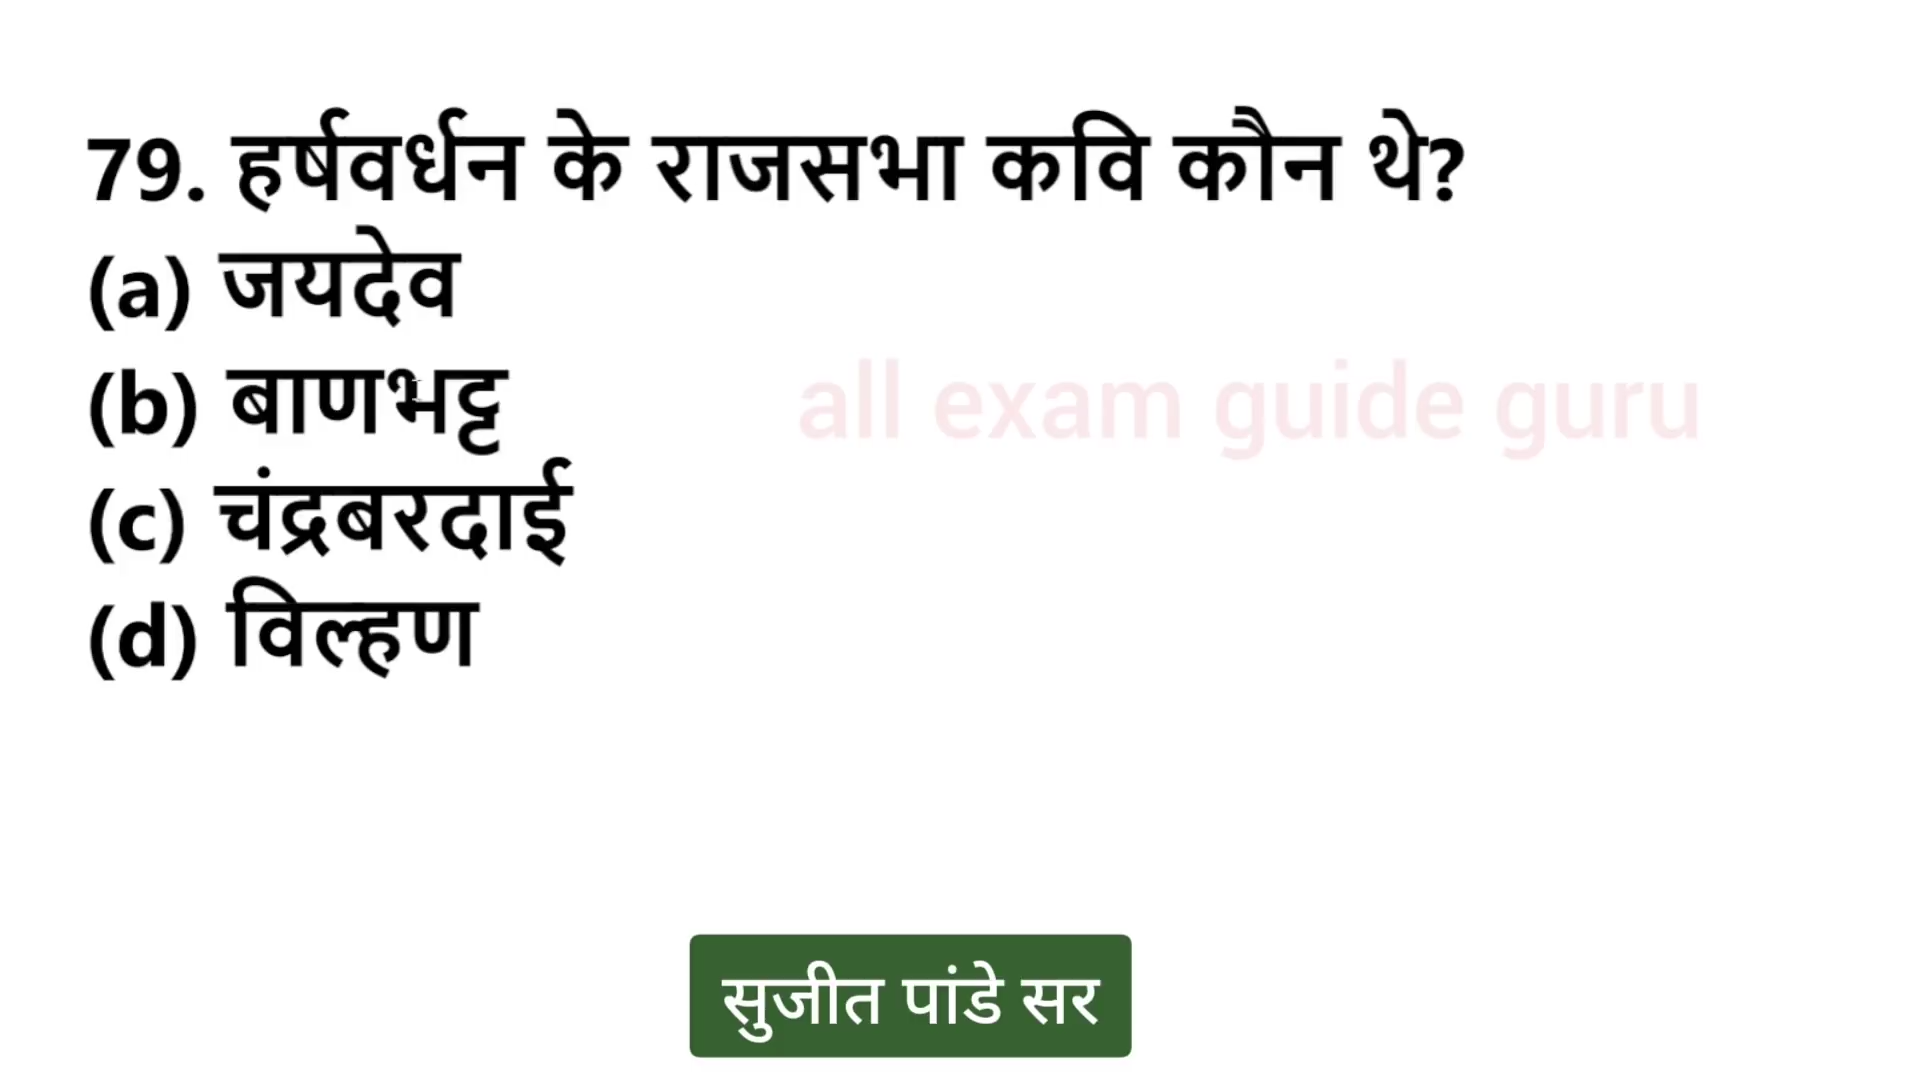 79. हर्षवर्धन के राजसभा कवि कौन थे?
(a) जयदेव
(b) बाणभट्ट
all exam guide guru
(c) चंद्रबरदाई
(d) विल्हण
सुजीत पांडे सर